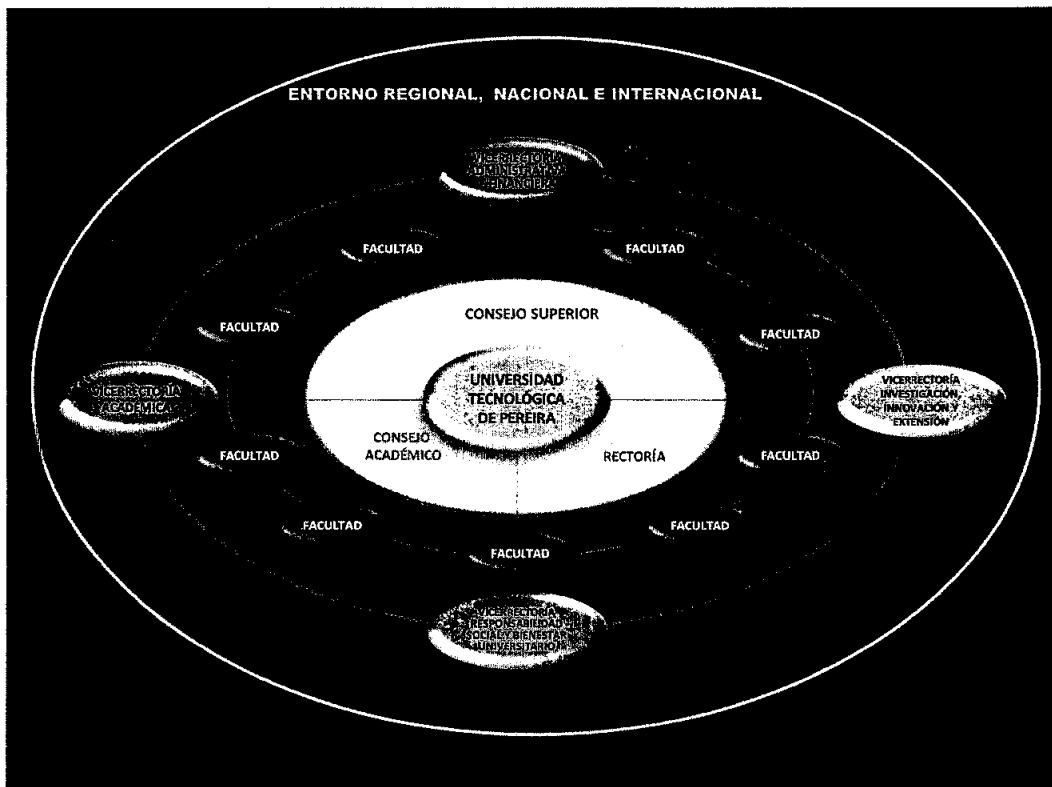 ENTORNO REGIONAL, NACIONAL E INTERNACIONAL
VICERRECTORÍA
ADMINISTRATIVA
FINANCIERA
FACULTAD
FACULTAD
FACULTAD
FACULTAD
CONSEJO SUPERIOR
UNIVERSIDAD
TECNOLÓGICA
DE PEREIRA
VICERRECTORÍA
ACADÉMICA
VICERRECTORÍA
INVESTIGACIÓN,
INNOVACIÓN Y
EXTENSIÓN
CONSEJO
ACADÉMICO
RECTORÍA
FACULTAD
FACULTAD
FACULTAD
FACULTAD
FACULTAD
VICERRECTORÍA
RESPONSABILIDAD
SOCIAL Y BIENESTAR
UNIVERSITARIO